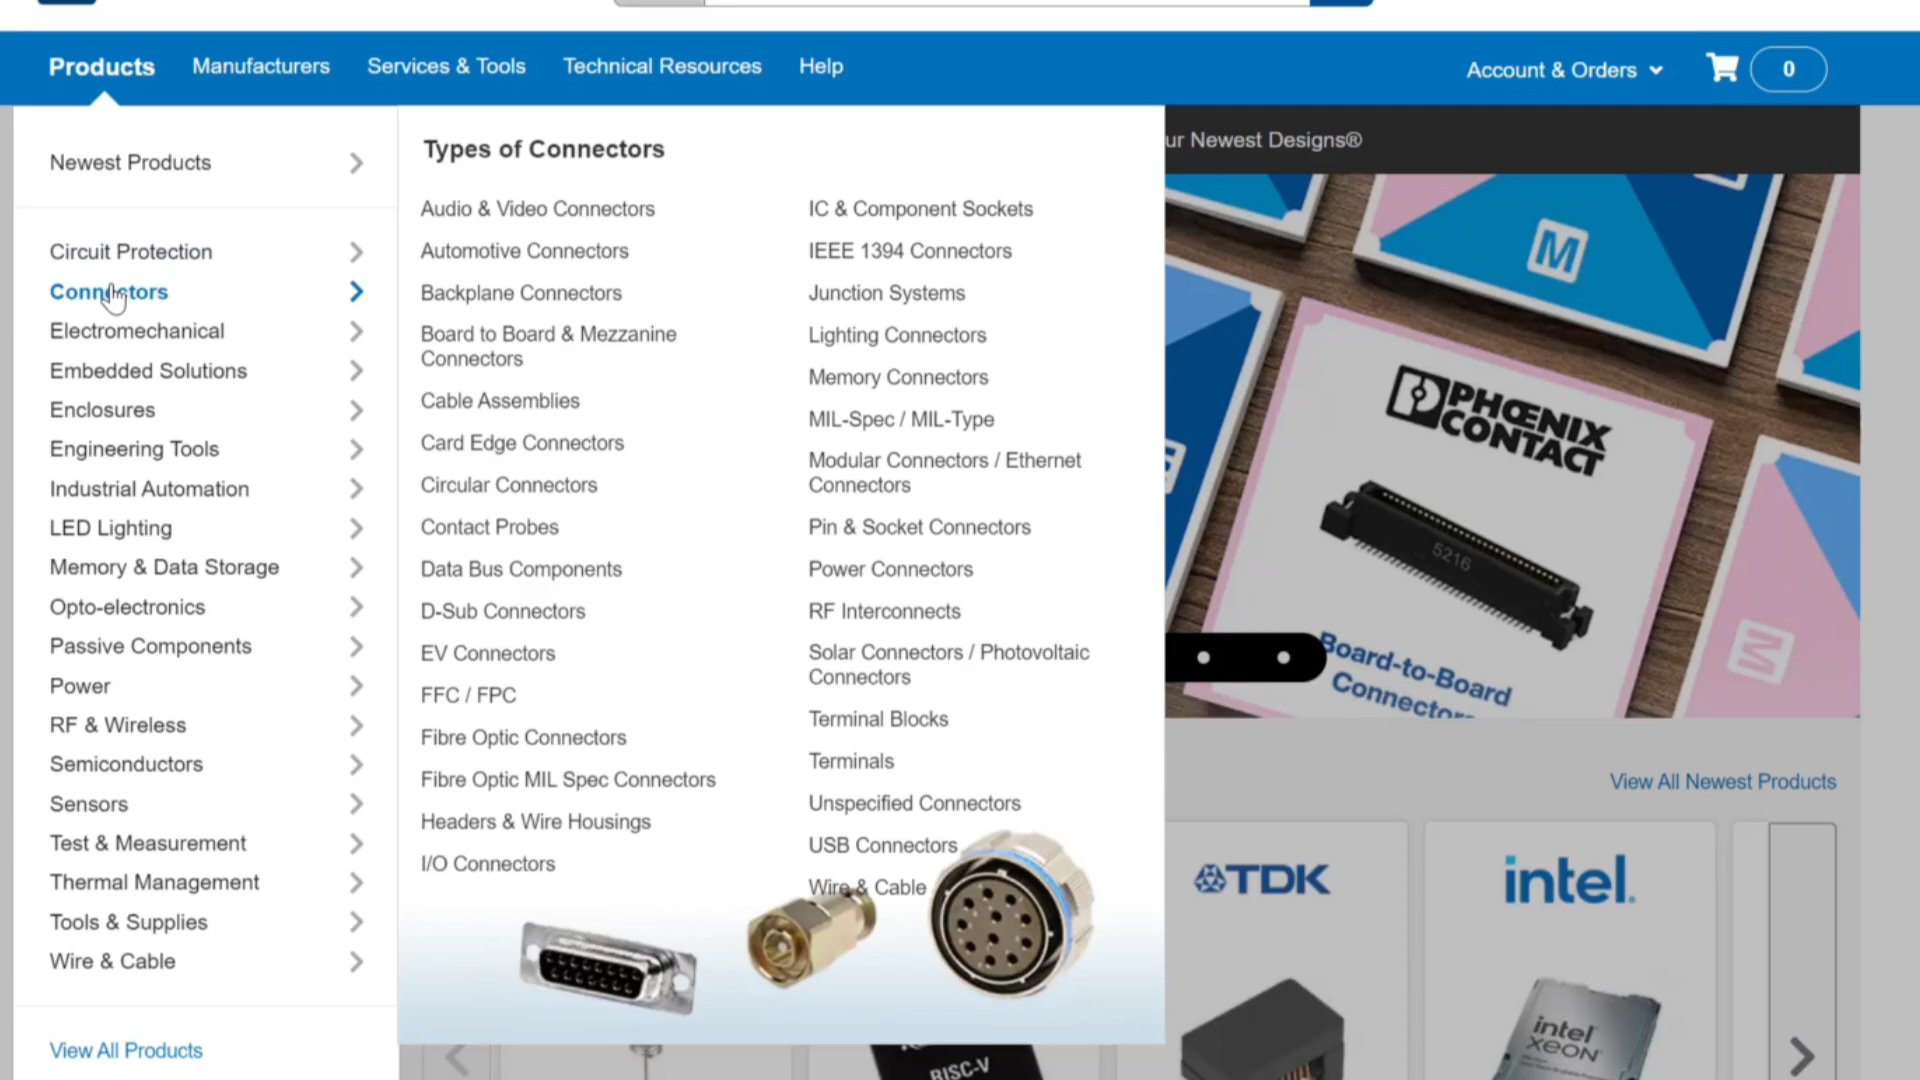 Products
Manufacturers
Services & Tools
Technical Resources
Help
Account & Orders
0
Newest Products
Circuit Protection
Connectors
Electromechanical
Embedded Solutions
Enclosures
Engineering Tools
Industrial Automation
LED Lighting
Memory & Data Storage
Opto-electronics
Passive Components
Power
RF & Wireless
Semiconductors
Sensors
Test & Measurement
Thermal Management
Tools & Supplies
Wire & Cable
View All Products
Types of Connectors
Audio & Video Connectors
Automotive Connectors
Backplane Connectors
Board to Board & Mezzanine
Connectors
Cable Assemblies
Card Edge Connectors
Circular Connectors
Contact Probes
Data Bus Components
D-Sub Connectors
EV Connectors
FFC / FPC
Fibre Optic Connectors
Fibre Optic MIL Spec Connectors
Headers & Wire Housings
I/O Connectors
IC & Component Sockets
IEEE 1394 Connectors
Junction Systems
Lighting Connectors
Memory Connectors
MIL-Spec / MIL-Type
Modular Connectors / Ethernet
Connectors
Pin & Socket Connectors
Power Connectors
RF Interconnects
Solar Connectors / Photovoltaic
Connectors
Terminal Blocks
Terminals
Unspecified Connectors
USB Connectors
Wire & Cable
ur Newest Designs®
M
PHŒNIX
CONTACT
5216
Board-to-Board
Connector
M
View All Newest Products
TDK
intel.
intel
XEON
RISC-V